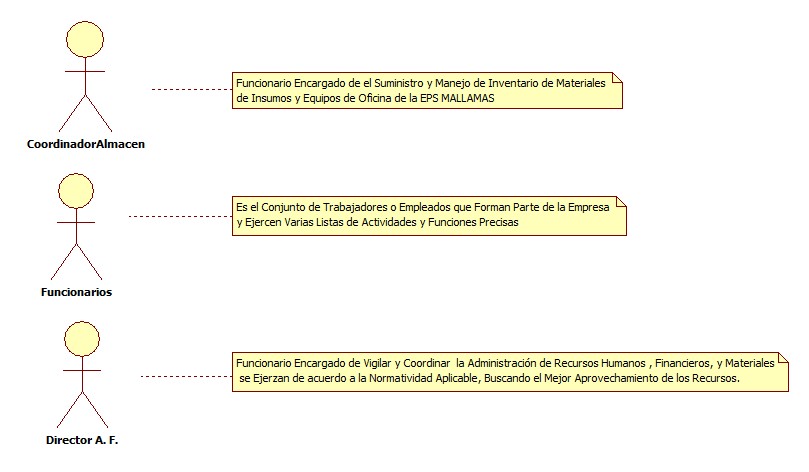 Funcionario Encargado de el Suministro y Manejo de Inventario de Materiales
de Insumos y Equipos de Oficina de la EPS MALLAMAS
CoordinadorAlmacen
Es el Conjunto de Trabajadores o Empleados que Forman Parte de la Empresa
y Ejercen Varias Listas de Actividades y Funciones Precisas
Funcionarios
Funcionario Encargado de Vigilar y Coordinar la Administración de Recursos Humanos , Financieros, y Materiales
se Ejerzan de acuerdo a la Normatividad Aplicable, Buscando el Mejor Aprovechamiento de los Recursos.
Director A. F.